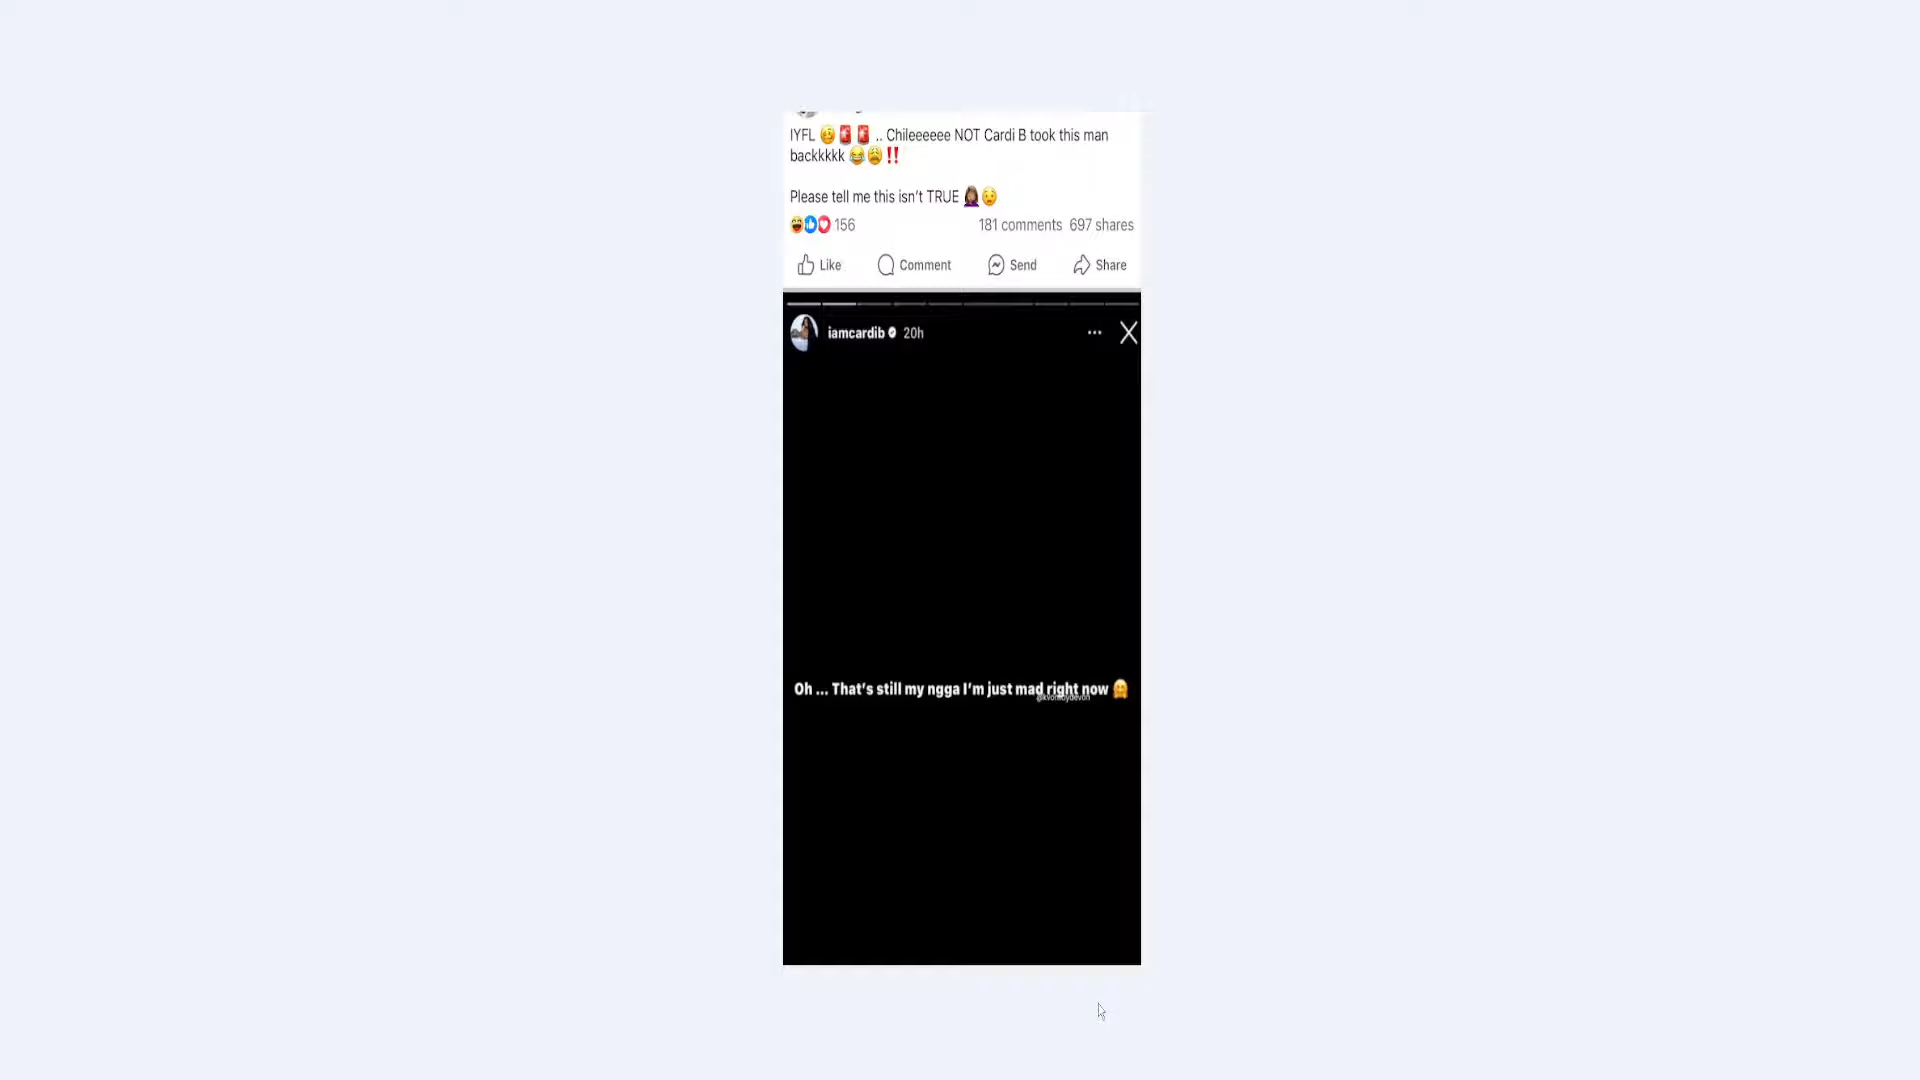 IYFL 🥴🚨🚨 .. Chileeeeee NOT Cardi B took this man
backkkkk 😂😩‼️
Please tell me this isn't TRUE 🤦🏾‍♀️😟
156
181 comments 697 shares
Like Comment Send Share
iamcardib 20h
Oh ... That's still my ngga I'm just mad right now 🤗